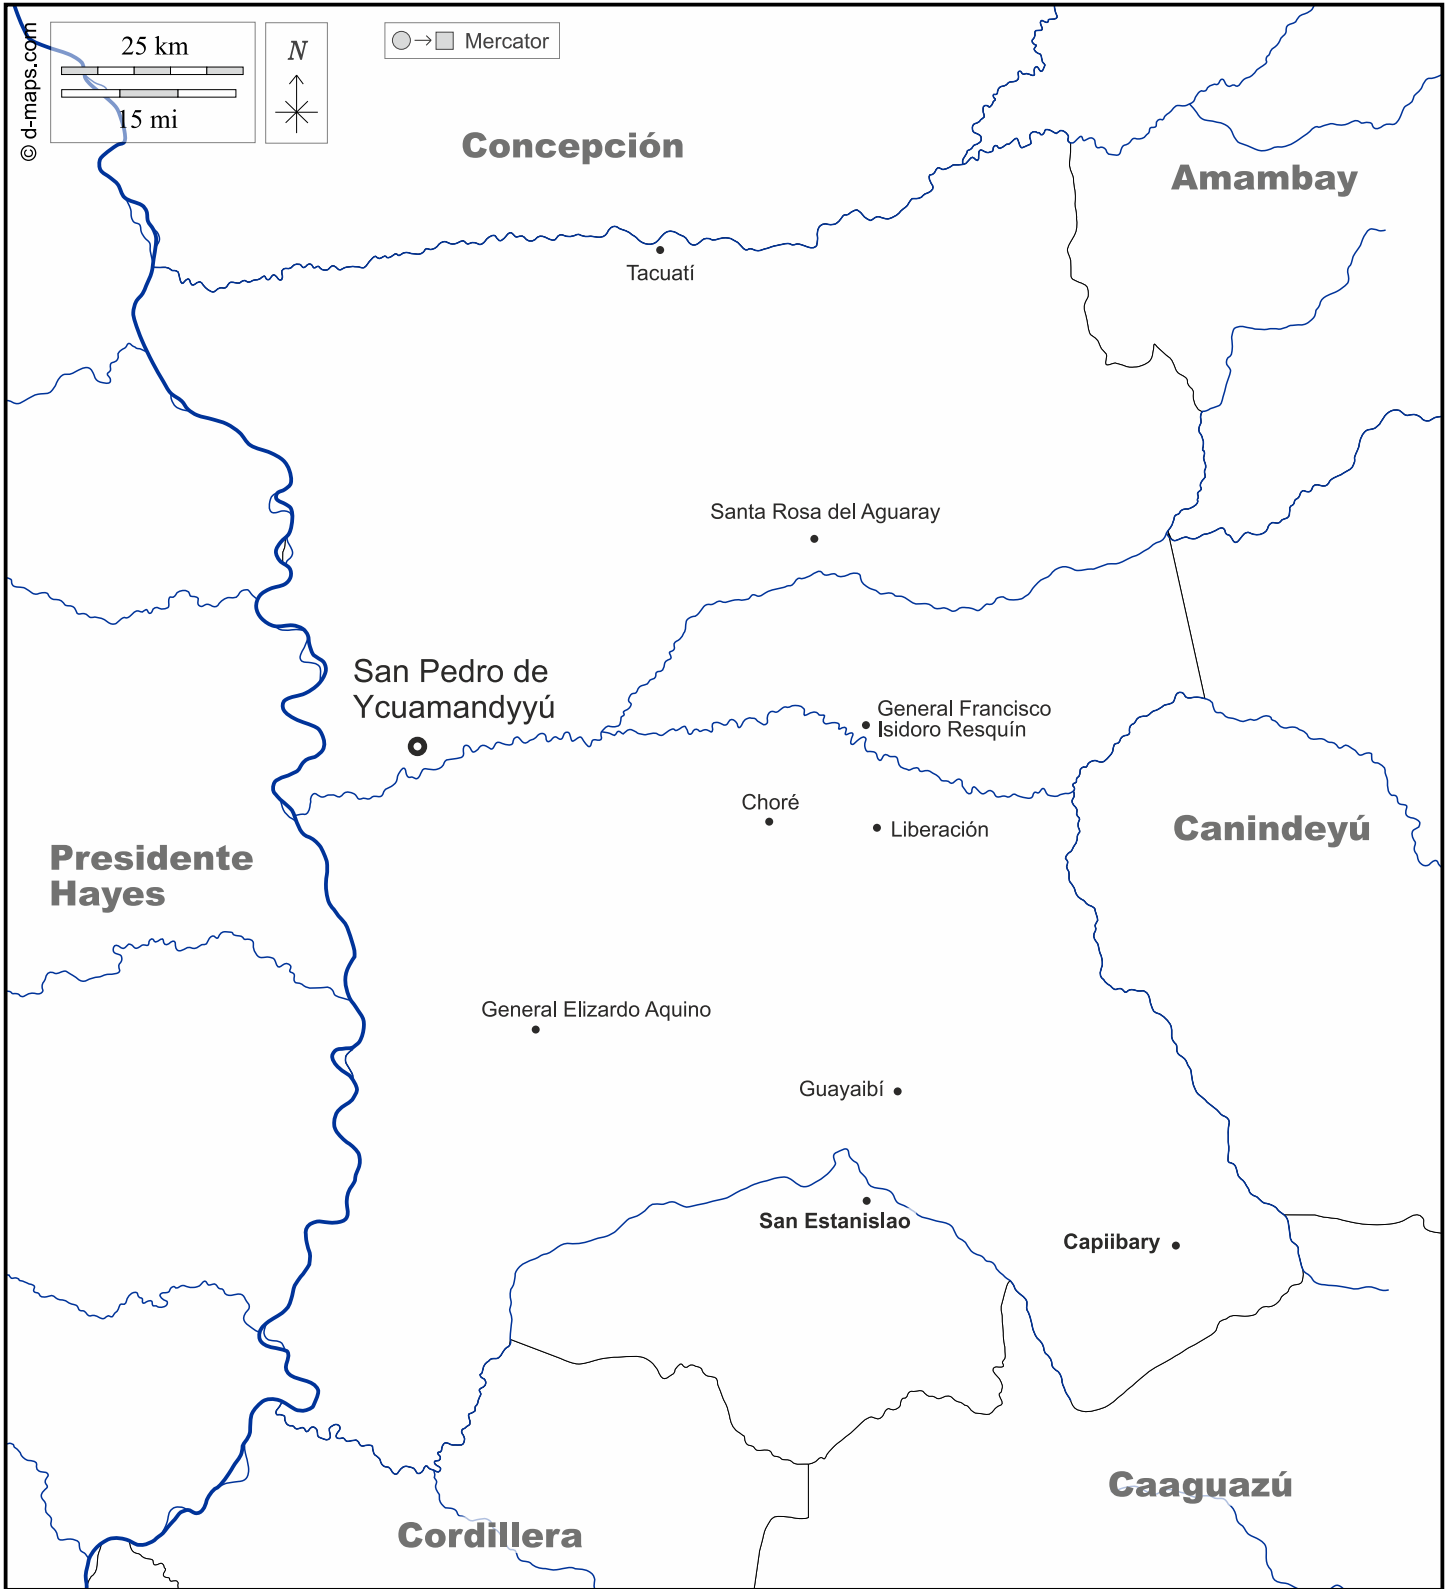 © d-maps.com
25 km
15 mi
N
Mercator
Concepción
Amambay
Tacuatí
Santa Rosa del Aguaray
San Pedro de
Ycuamandyyú
General Francisco
Isidoro Resquín
Choré
Liberación
Canindeyú
Presidente
Hayes
General Elizardo Aquino
Guayaibí
San Estanislao
Capiibary
Caaguazú
Cordillera